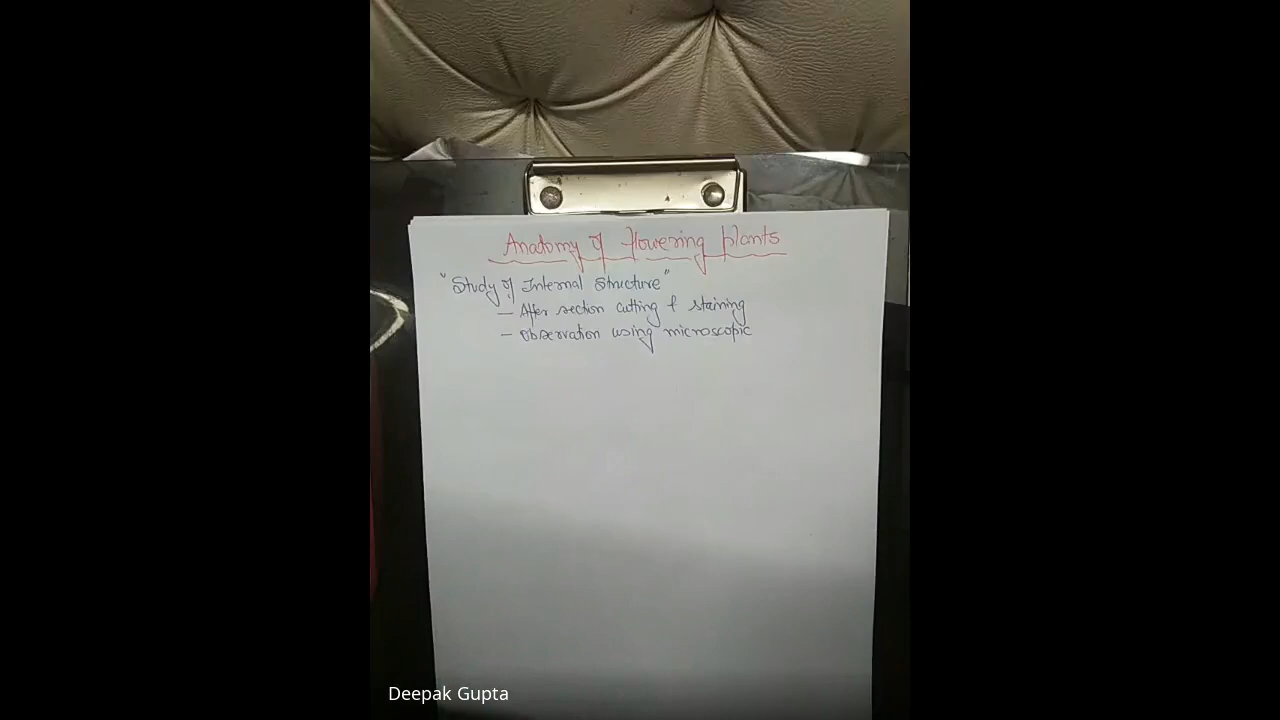 Anatomy of flowering plants
"Study of Internal Structure"
— After section cutting & staining
— Observation using microscopic
Deepak Gupta